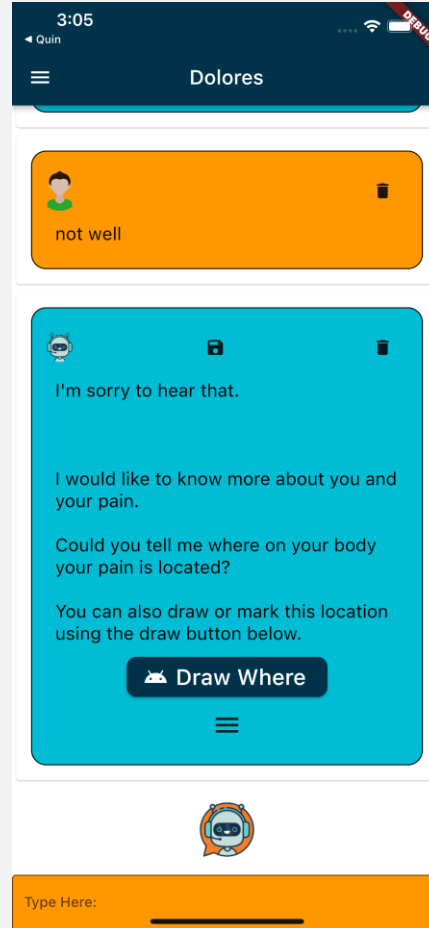 3:05
DEBUG
◀ Quin
Dolores
not well
I'm sorry to hear that.
I would like to know more about you and
your pain.
Could you tell me where on your body
your pain is located?
You can also draw or mark this location
using the draw button below.
Draw Where
Type Here: